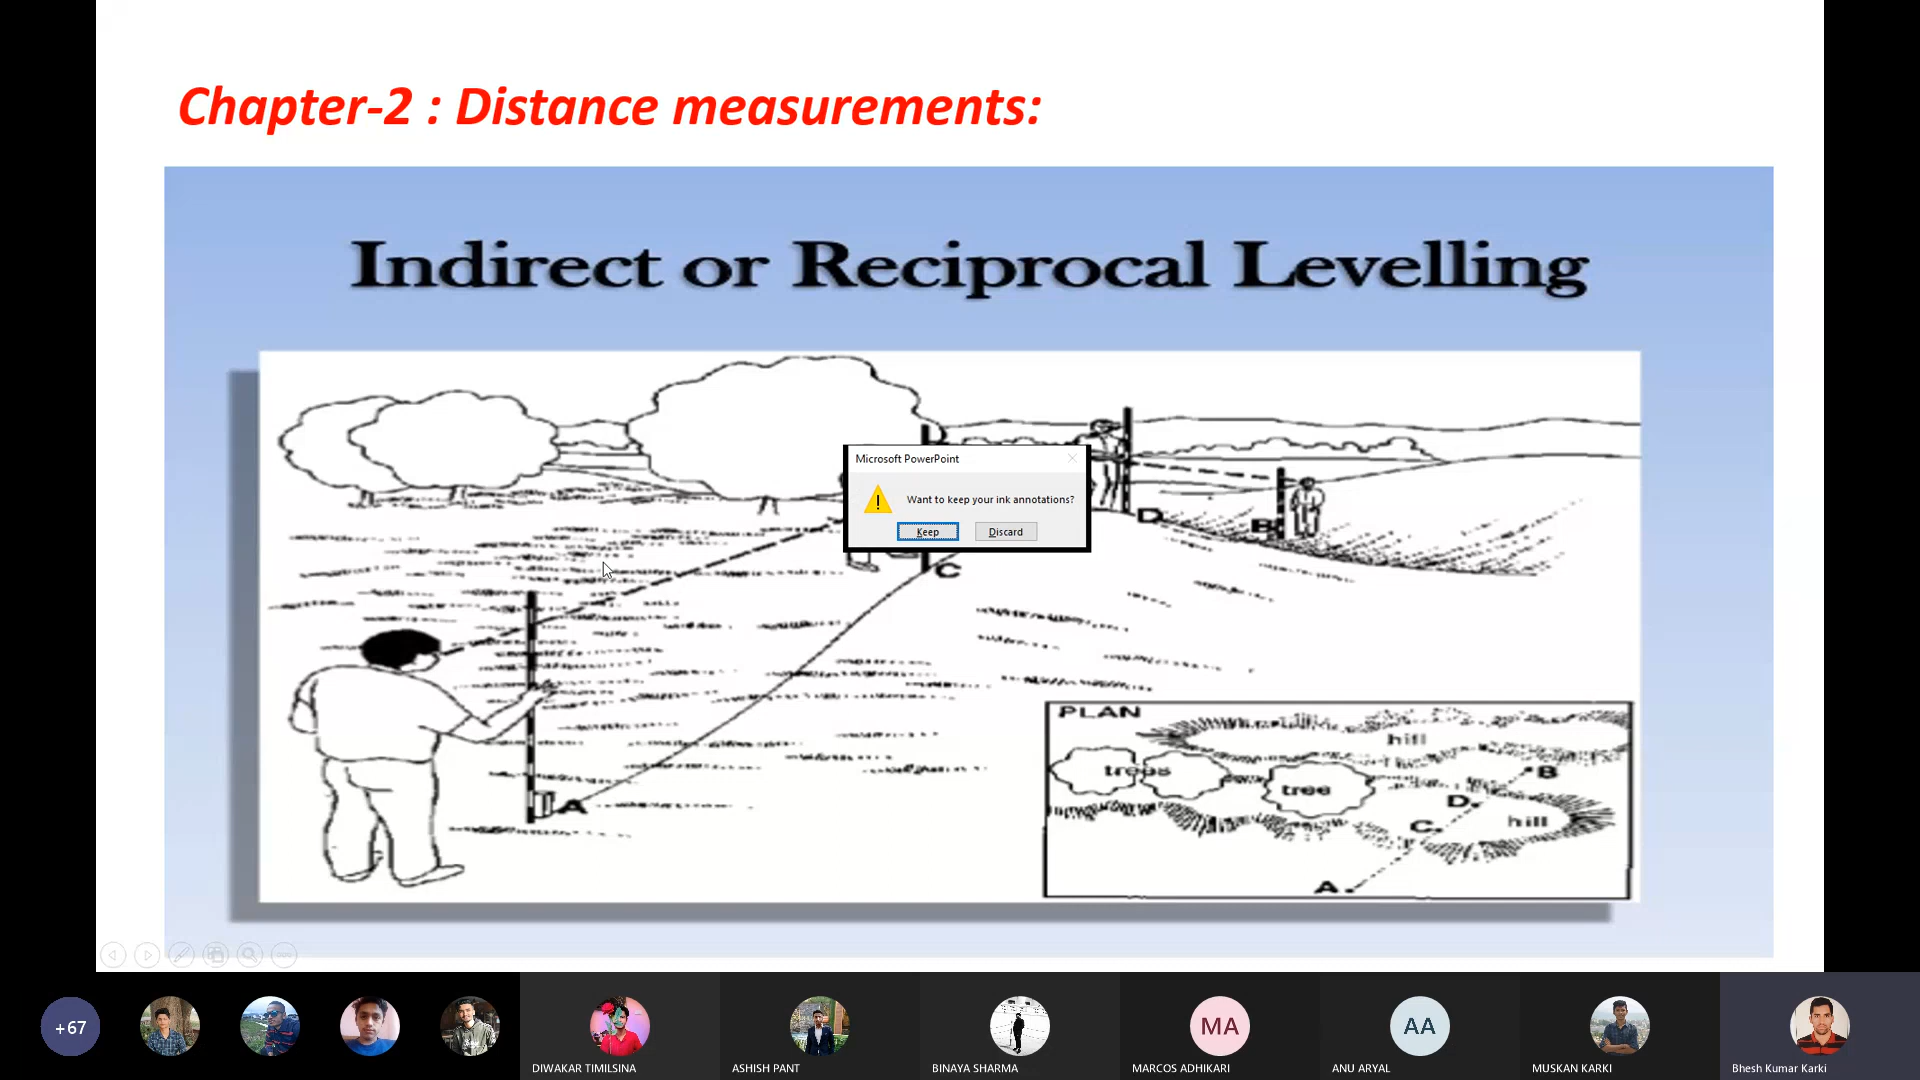 Chapter-2 : Distance measurements:
Indirect or Reciprocal Levelling
Microsoft PowerPoint
Want to keep your ink annotations?
Keep
Discard
D
B
C
A
PLAN
hill
trees
B
tree
D
C
hill
A
+67
MA
AA
DIWAKAR TIMILSINA
ASHISH PANT
BINAYA SHARMA
MARCOS ADHIKARI
ANU ARYAL
MUSKAN KARKI
Bhesh Kumar Karki